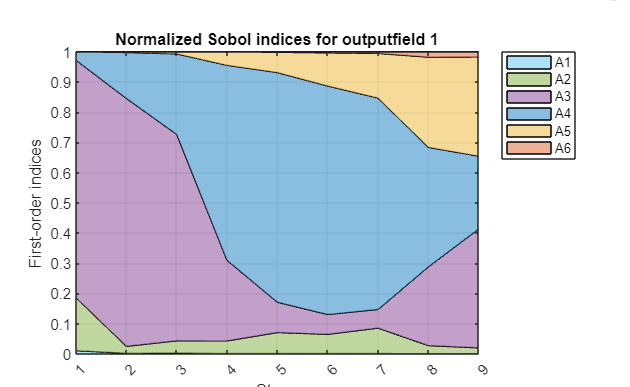 Normalized Sobol indices for outputfield 1
First-order indices
1
0.9
0.8
0.7
0.6
0.5
0.4
0.3
0.2
0.1
0
1 2 3 4 5 6 7 8 9
A1
A2
A3
A4
A5
A6